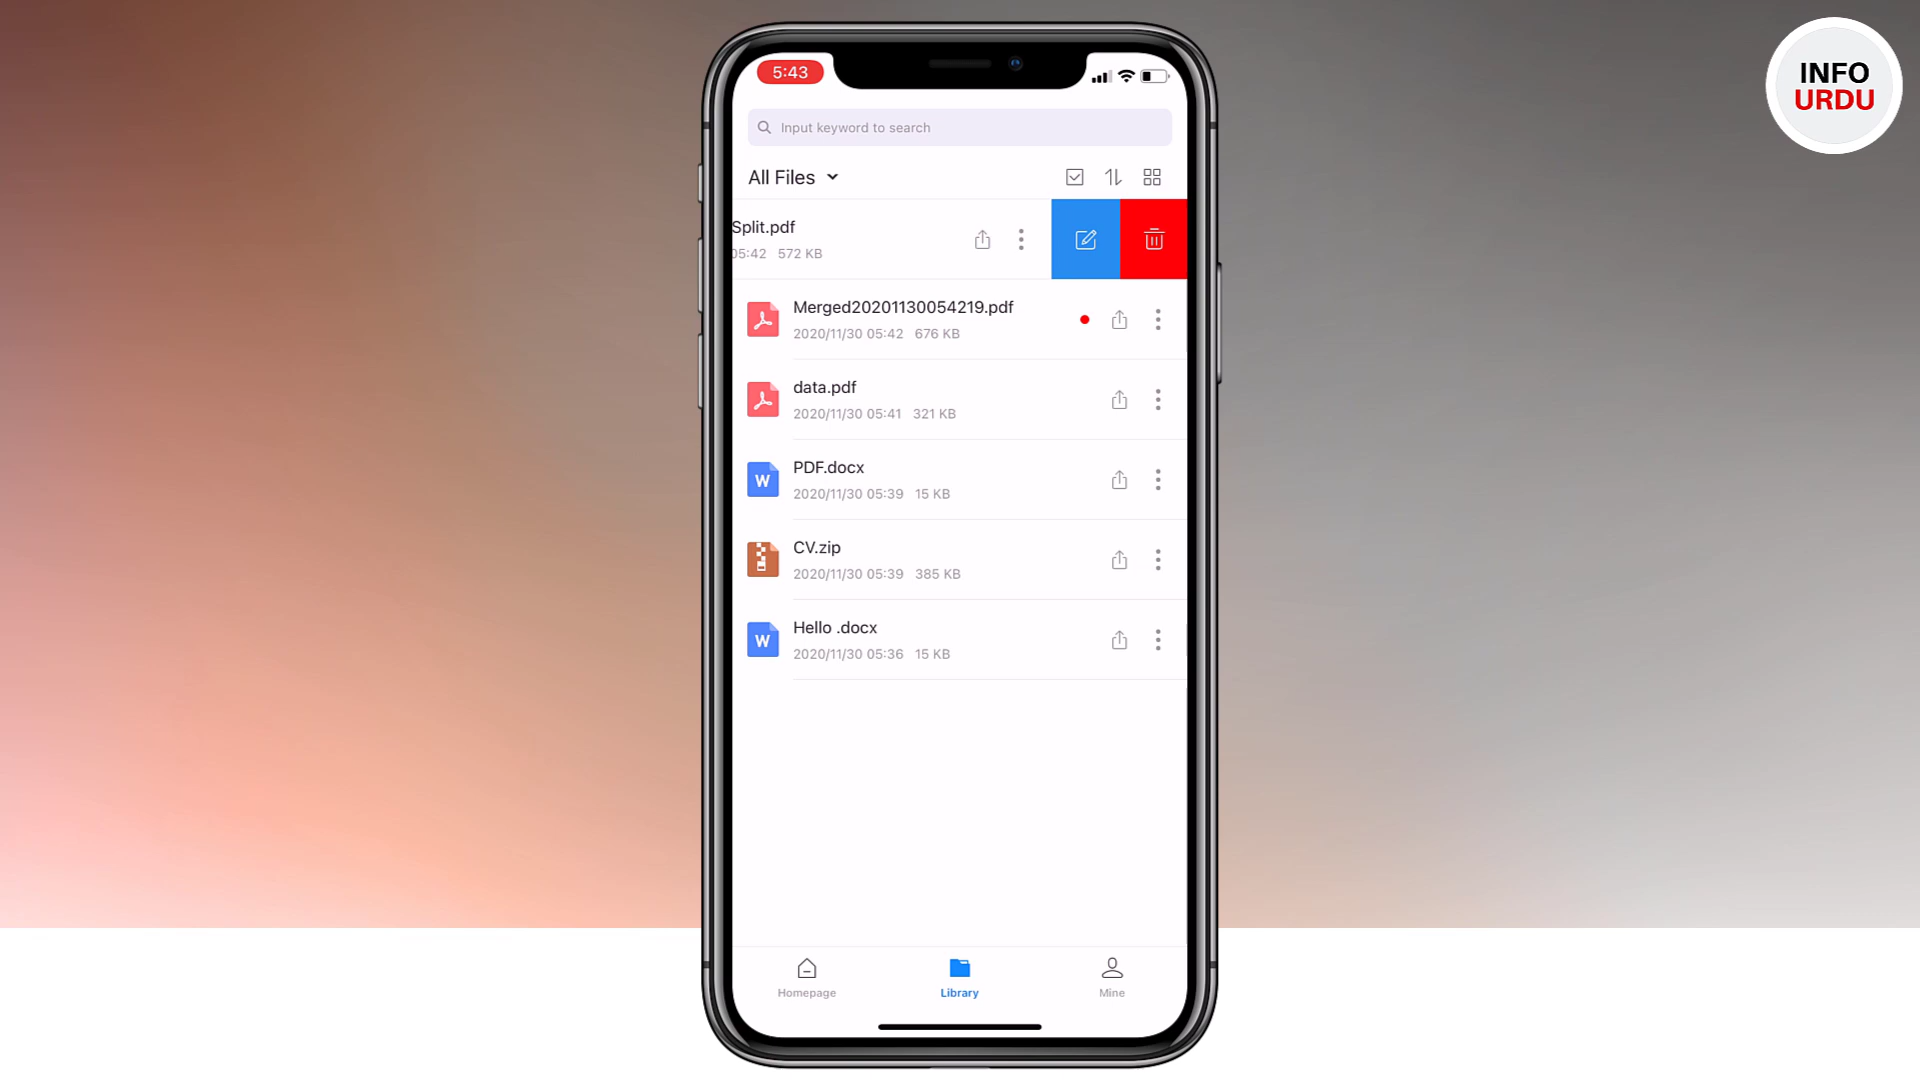 INFO
URDU
5:43
Input keyword to search
All Files
Split.pdf
05:42 572 KB
Merged20201130054219.pdf
2020/11/30 05:42 676 KB
data.pdf
2020/11/30 05:41 321 KB
PDF.docx
2020/11/30 05:39 15 KB
W
CV.zip
2020/11/30 05:39 385 KB
Hello .docx
2020/11/30 05:36 15 KB
W
Homepage
Library
Mine